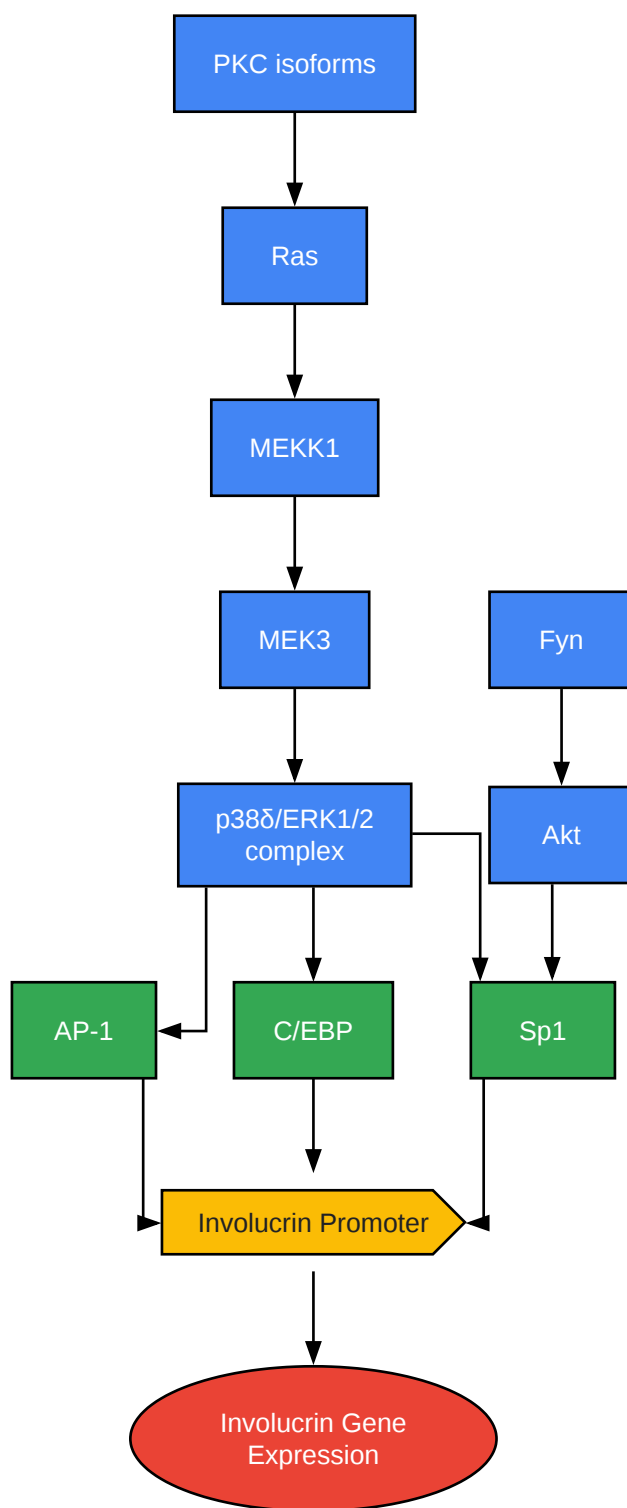 PKC isoforms
Ras
MEKK1
MEK3
Fyn
p38δ/ERK1/2
complex
Akt
AP-1
C/EBP
Sp1
Involucrin Promoter
Involucrin Gene
Expression